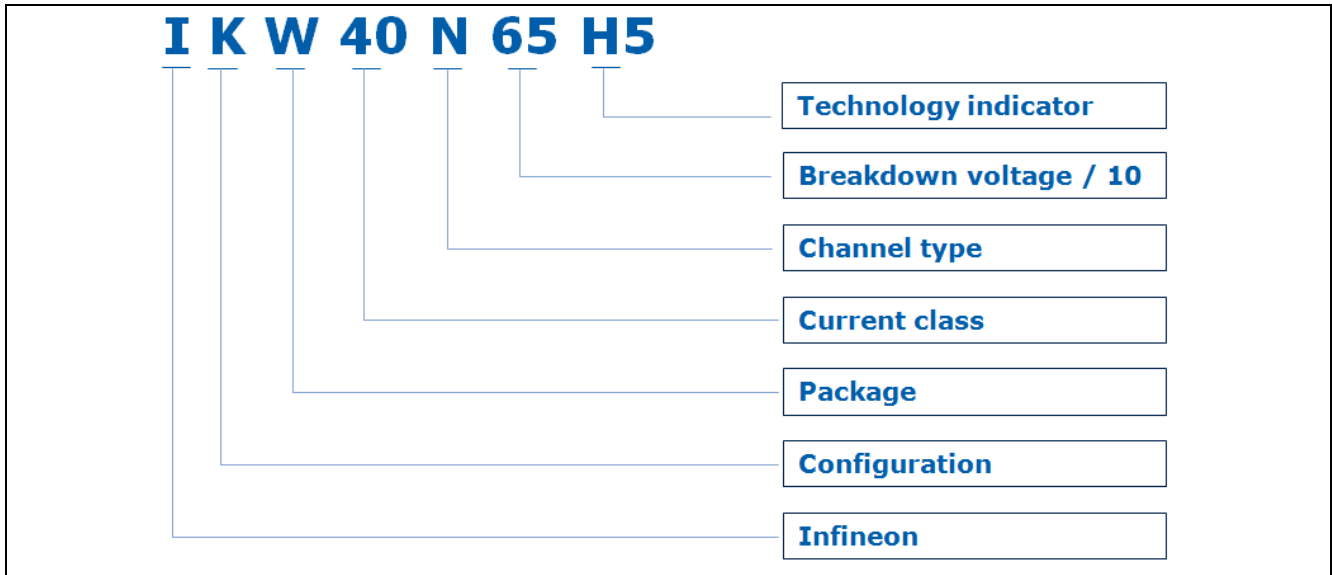 I K W 40 N 65 H5
Technology indicator
Breakdown voltage / 10
Channel type
Current class
Package
Configuration
Infineon